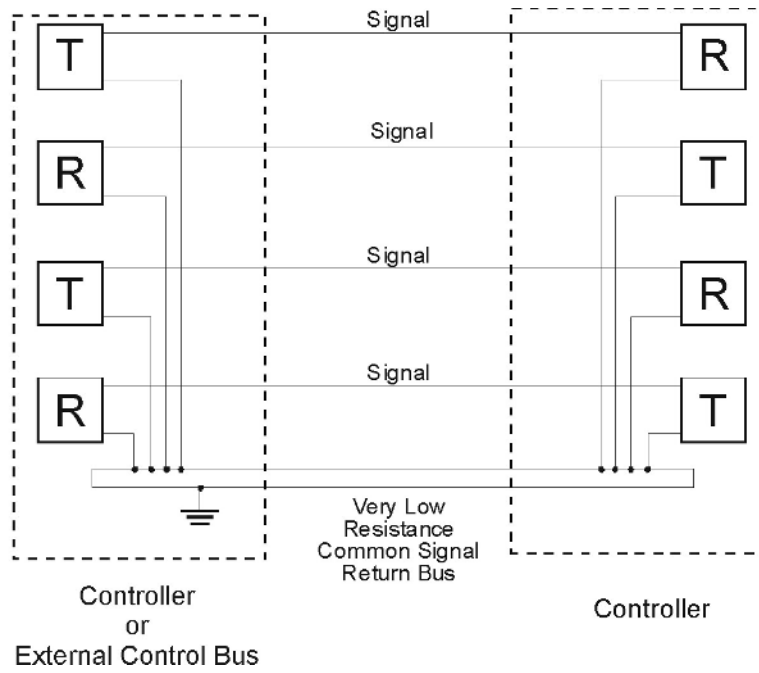 Signal
T
R
Signal
R
T
Signal
T
R
Signal
R
T
Very Low
Resistance
Common Signal
Return Bus
Controller
or
External Control Bus
Controller